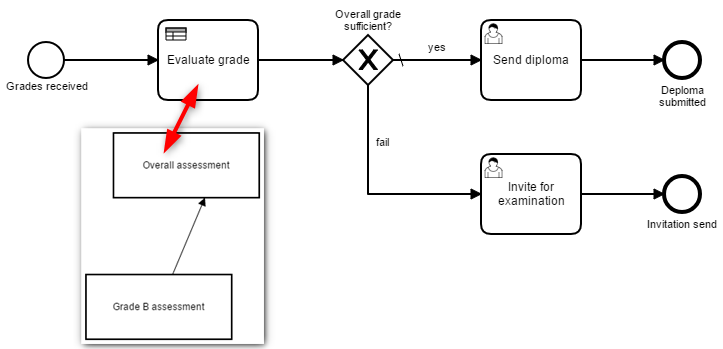 Overall grade
sufficient?
Evaluate grade
yes
Send diploma
Grades received
Deploma
submitted
fail
Overall assessment
Invite for
examination
Invitation send
Grade B assessment